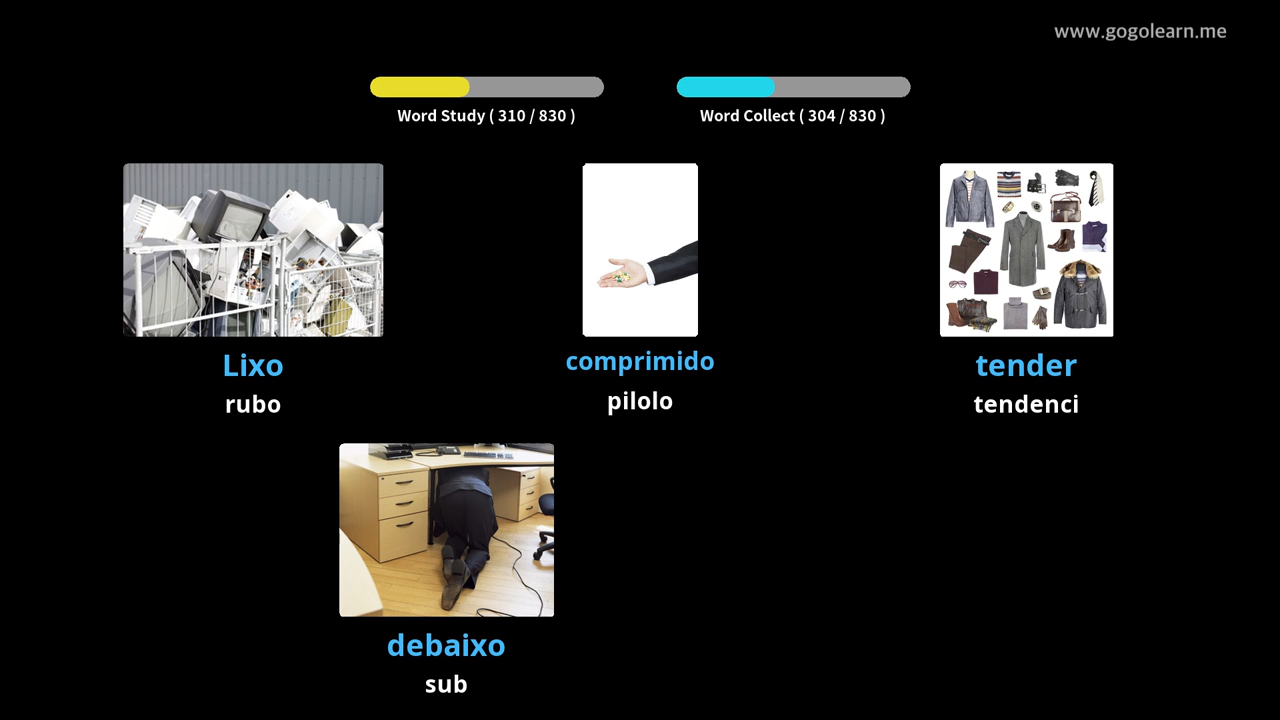 www.gogolearn.me
Word Study ( 310 / 830 )
Word Collect ( 304 / 830 )
Lixo
rubo
comprimido
pilolo
tender
tendenci
debaixo
sub